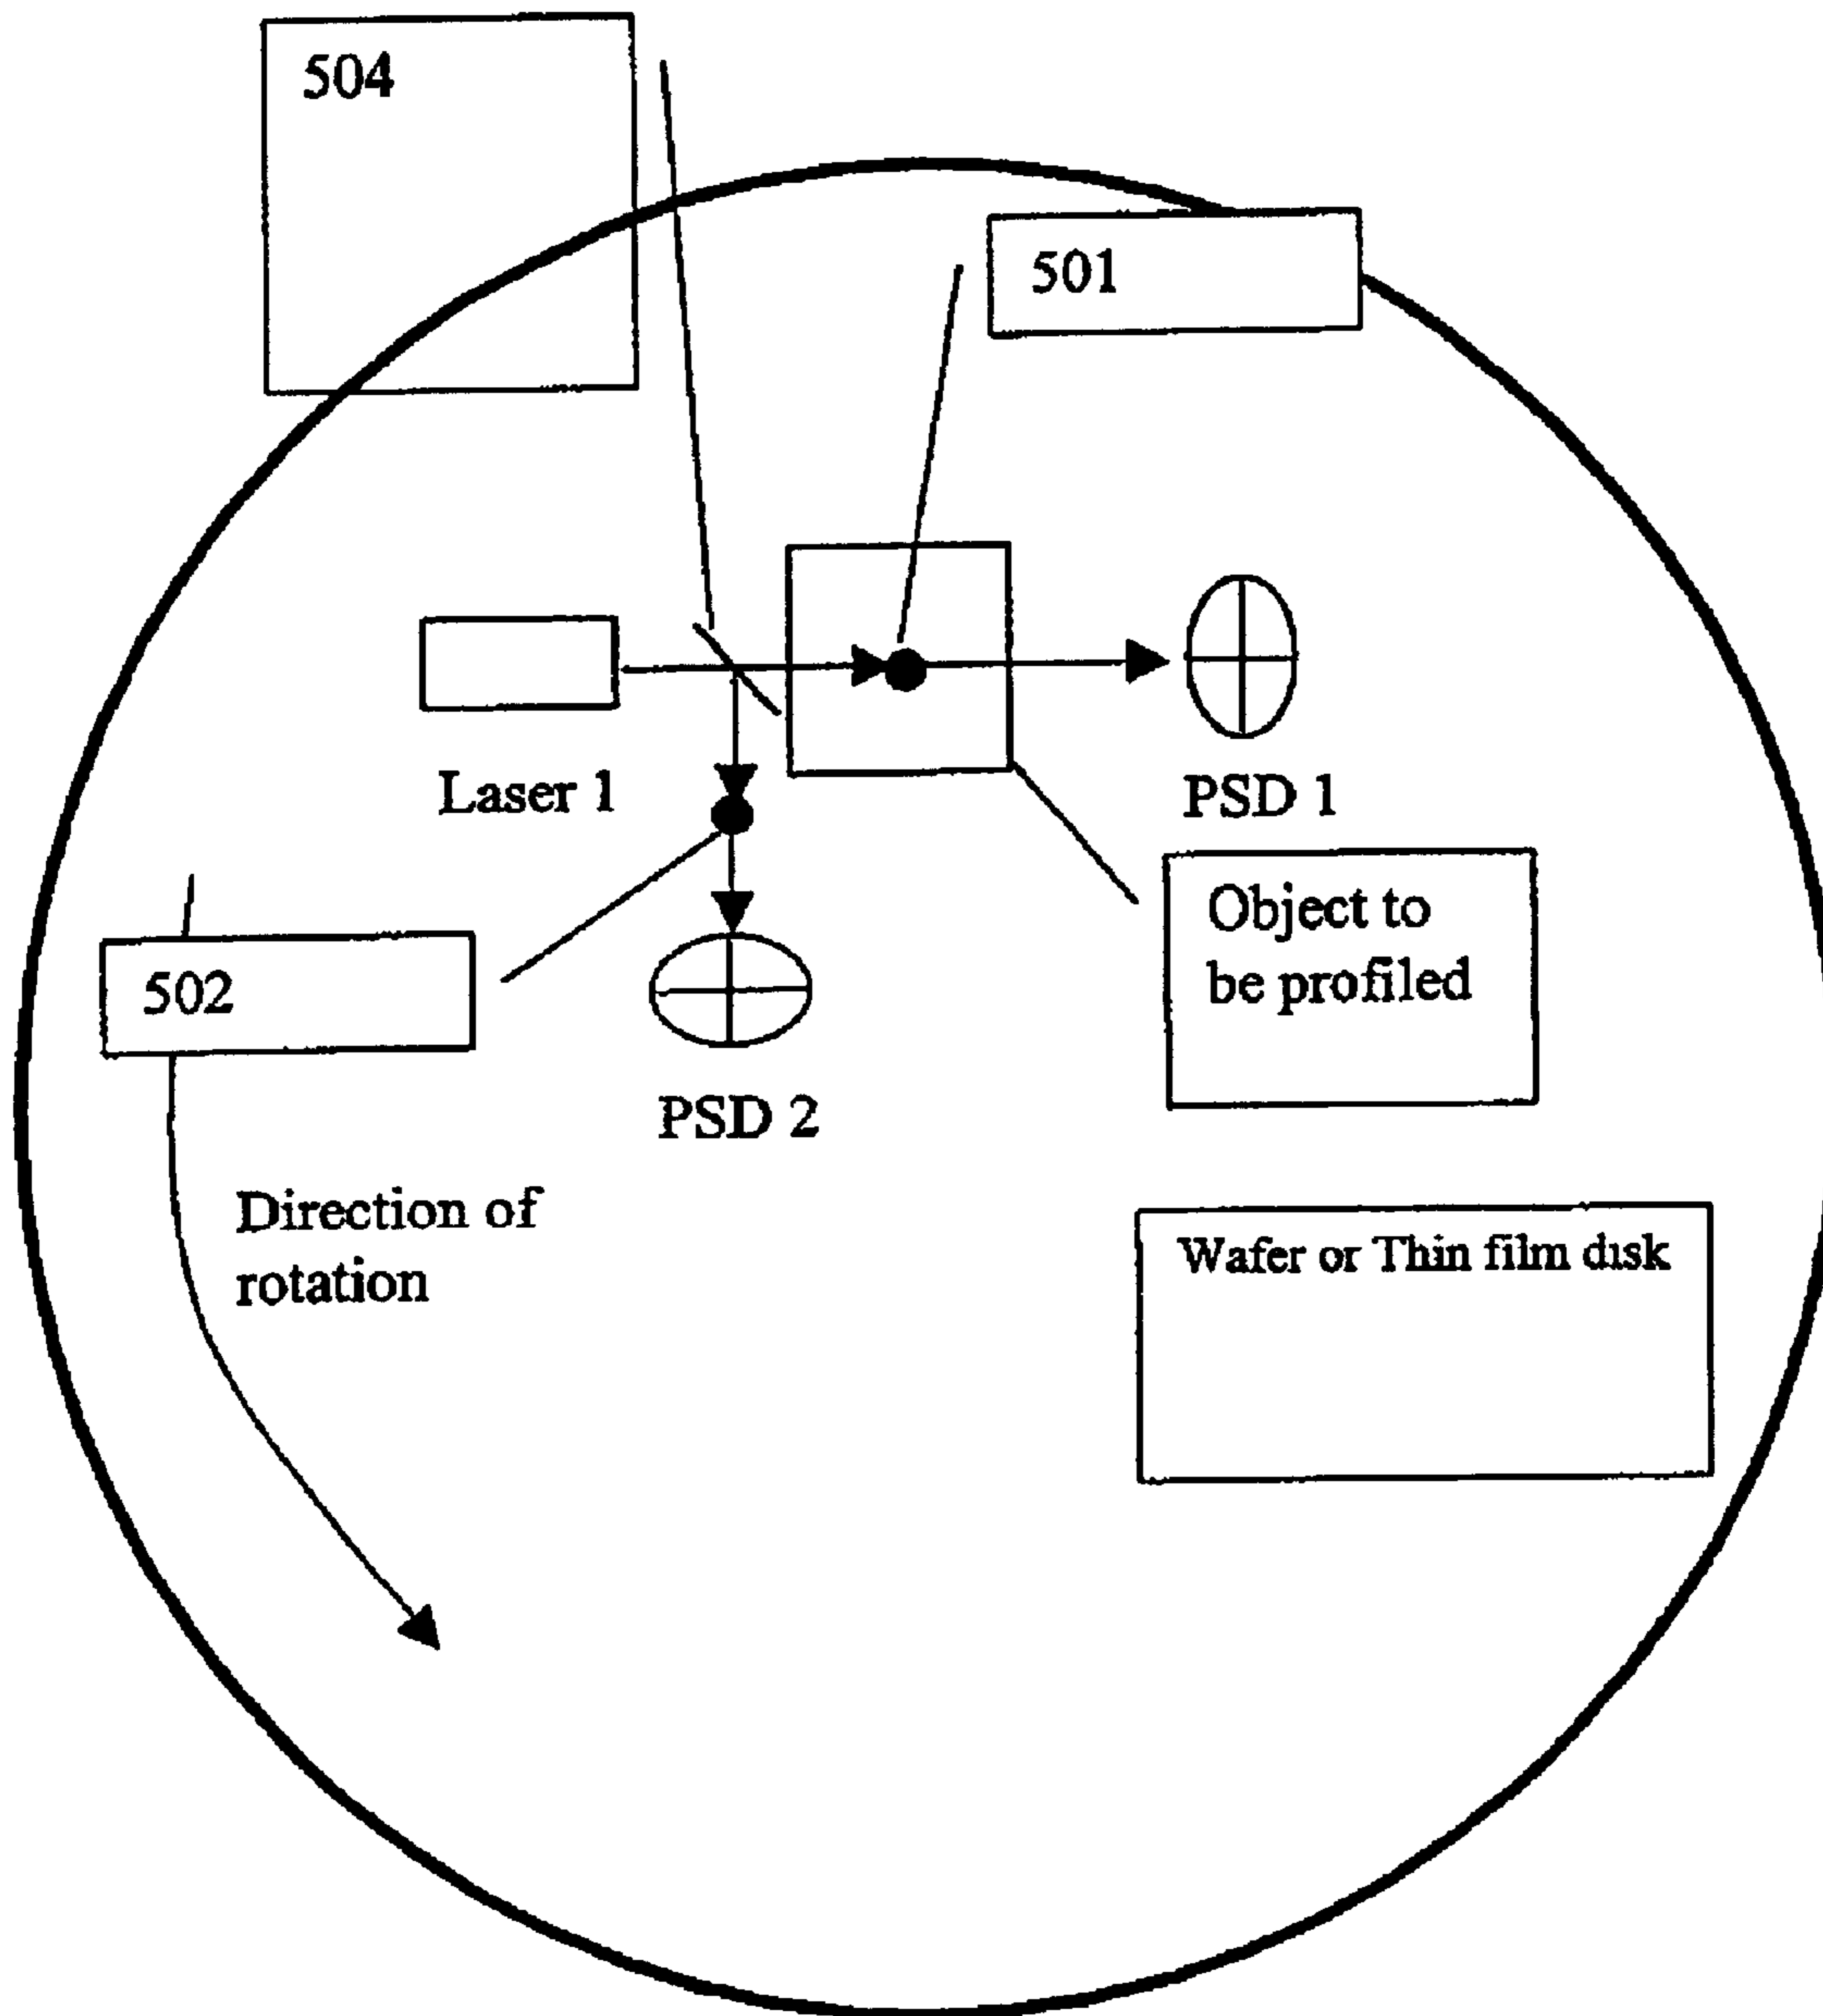 504
501
Laser 1
PSD 1
Object to
be profiled
502
PSD 2
Direction of
rotation
Wafer or Thin film disk